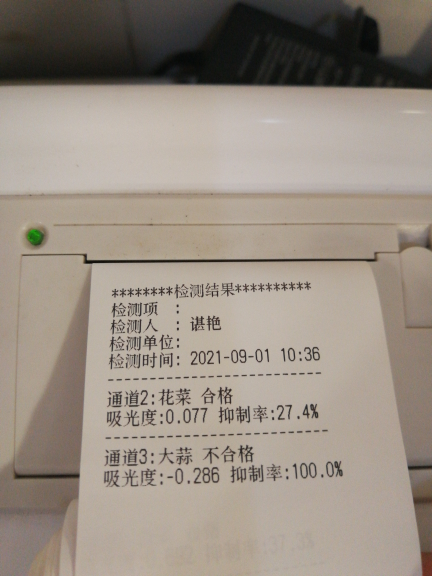 ********检测结果**********
检测项 :
检测人 : 谌艳
检测单位:
检测时间: 2021-09-01 10:36
------------------------------
通道2:花菜 合格
吸光度:0.077 抑制率:27.4%
------------------------------
通道3:大蒜 不合格
吸光度:-0.286 抑制率:100.0%